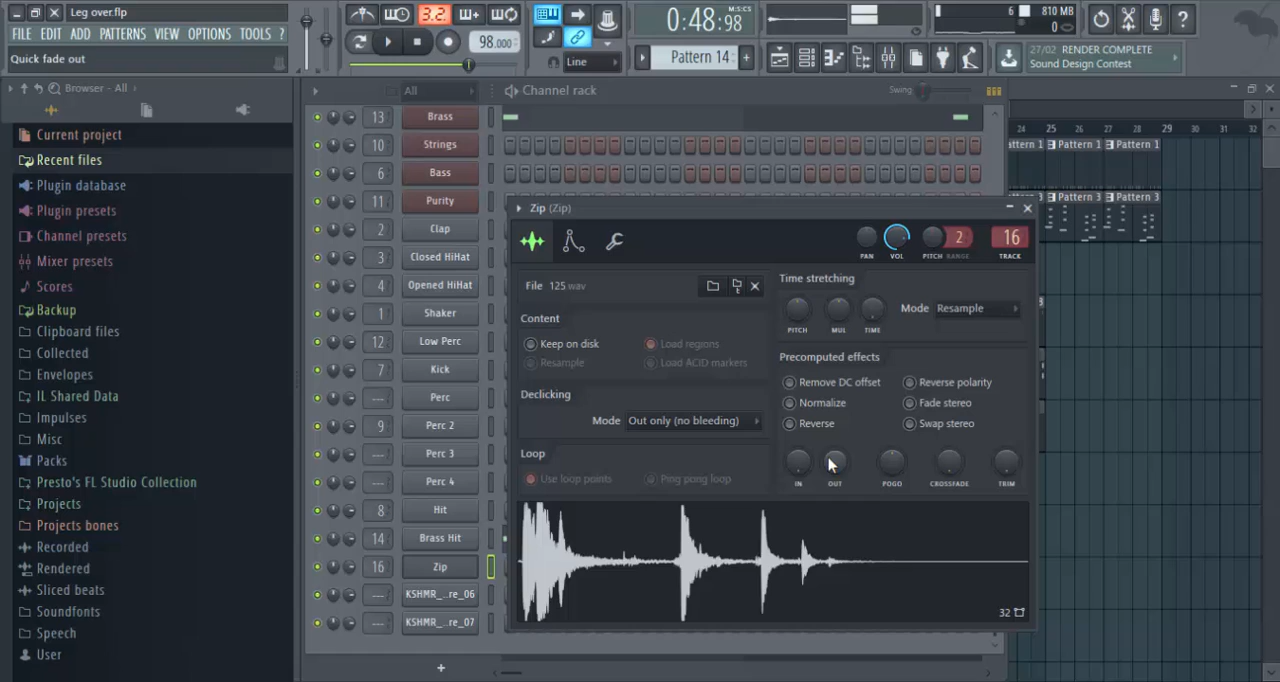 Leg over.flp
FILE EDIT ADD PATTERNS VIEW OPTIONS TOOLS ?
Quick fade out
3.2.
98.000
Line
0:48:98
M:S:CS
Pattern 14
6
810 MB
0
27/02 RENDER COMPLETE
Sound Design Contest
Browser - All
Current project
Recent files
Plugin database
Plugin presets
Channel presets
Mixer presets
Scores
Backup
Clipboard files
Collected
Envelopes
IL Shared Data
Impulses
Misc
Packs
Presto's FL Studio Collection
Projects
Projects bones
Recorded
Rendered
Sliced beats
Soundfonts
Speech
User
All
Channel rack
Swing
13 Brass
10 Strings
6 Bass
11 Purity
2 Clap
3 Closed HiHat
4 Opened HiHat
1 Shaker
12 Low Perc
7 Kick
--- Perc
9 Perc 2
--- Perc 3
--- Perc 4
8 Hit
14 Brass Hit
16 Zip
--- KSHMR_...re_06
--- KSHMR_...re_07
+
Zip (Zip)
PAN VOL PITCH RANGE 2 16 TRACK
File 125.wav
Content
Keep on disk Load regions
Resample Load ACID markers
Declicking
Mode Out only (no bleeding)
Loop
Use loop points Ping pong loop
Time stretching
PITCH MUL TIME
Mode Resample
Precomputed effects
Remove DC offset Reverse polarity
Normalize Fade stereo
Reverse Swap stereo
IN OUT POGO CROSSFADE TRIM
32
24 25 26 27 28 29 30 31 32
Pattern 1 Pattern 1 Pattern 1
Pattern 3 Pattern 3